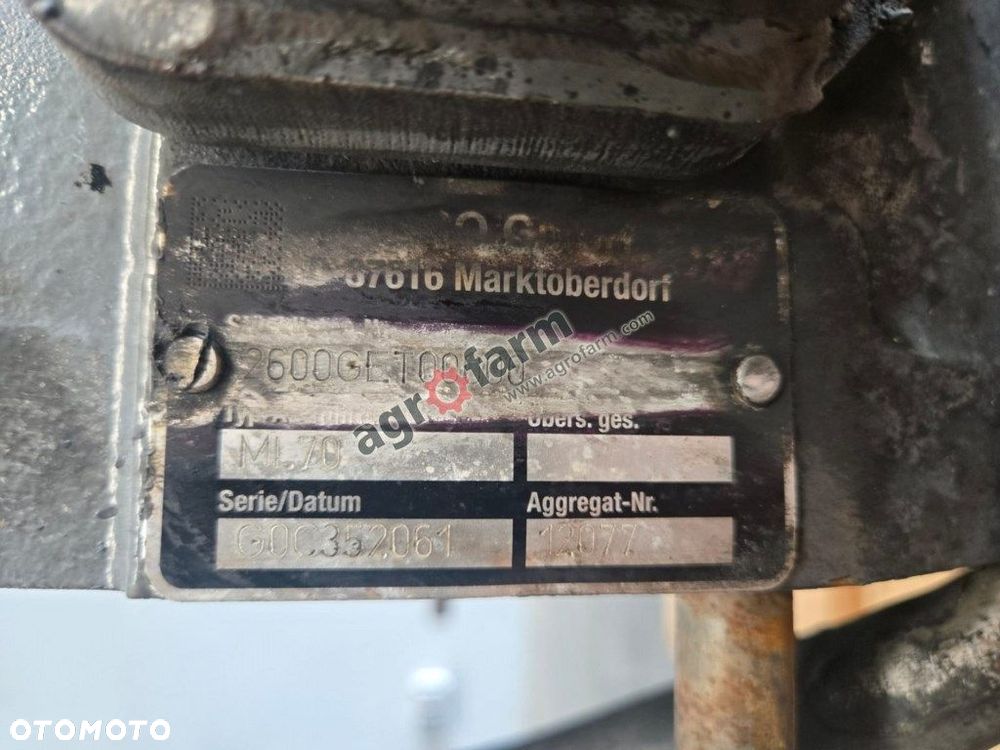 87616 Marktoberdorf
ML70
Übers. ges.
Serie/Datum
Aggregat-Nr.
G0C352061
12077
agrofarm
www.agrofarm.com
OTOMOTO